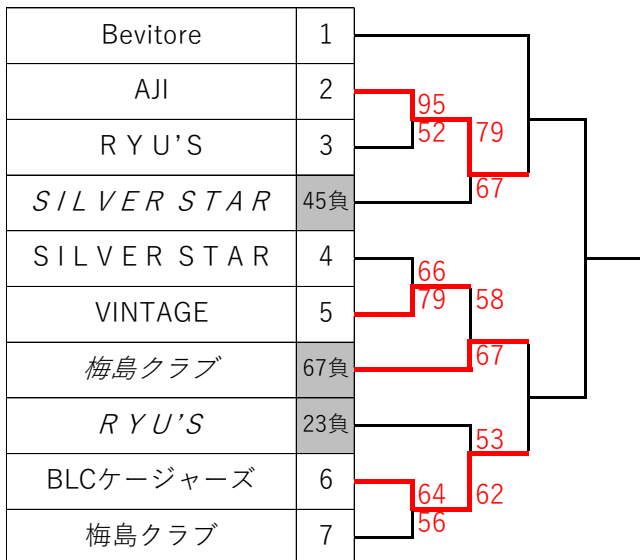 Bevitore 1
AJI 2
95
ＲＹＵ’Ｓ 3
52 79
ＳＩＬＶＥＲ ＳＴＡＲ 45負
67
ＳＩＬＶＥＲ ＳＴＡＲ 4
66
VINTAGE 5
79 58
梅島クラブ 67負
67
ＲＹＵ’Ｓ 23負
53
BLCケージャーズ 6
64 62
梅島クラブ 7
56